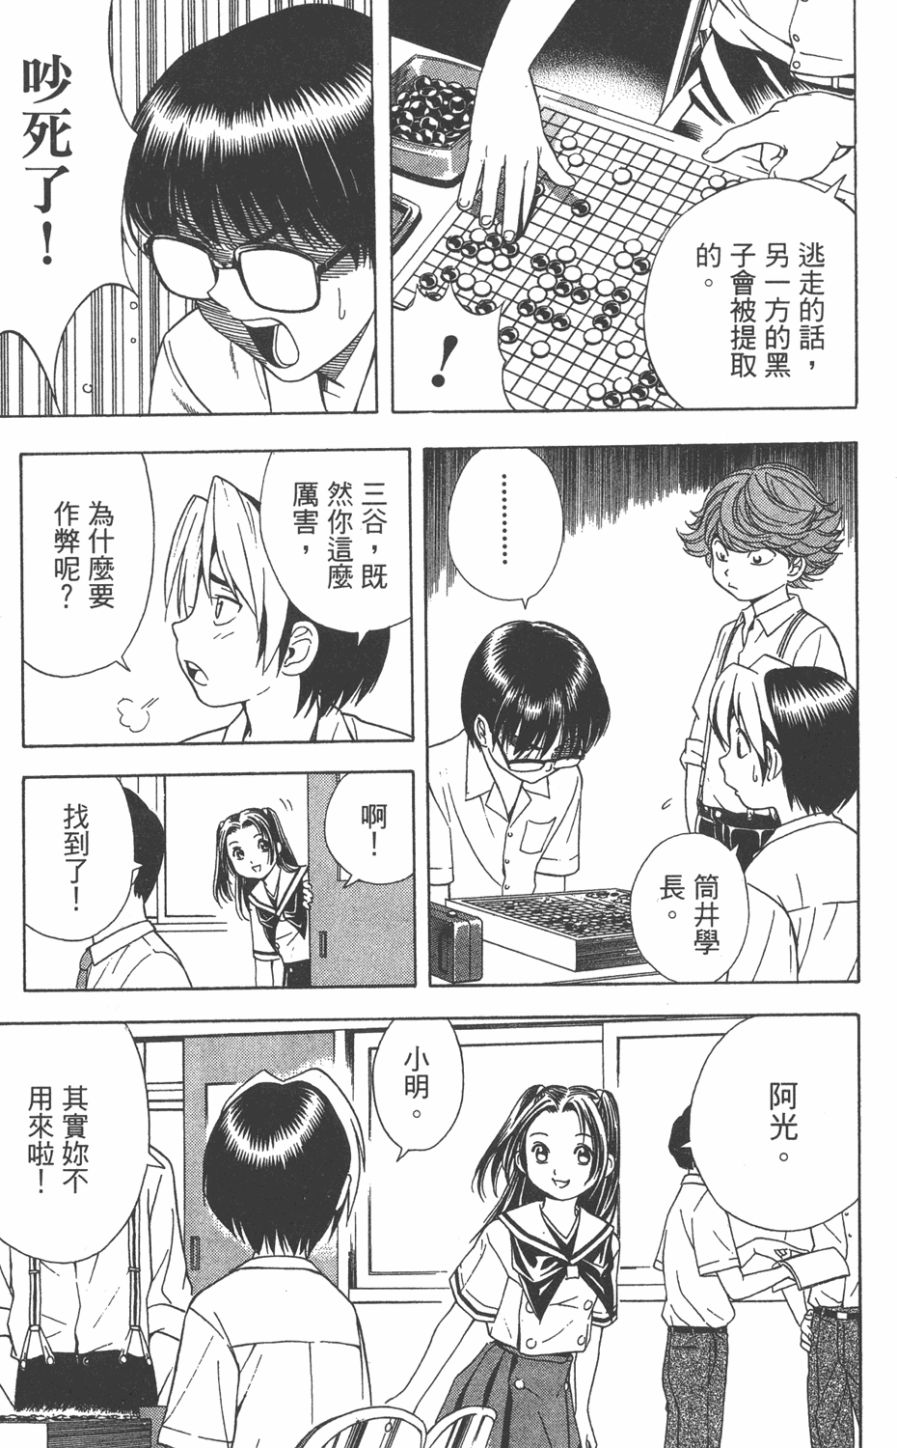 逃走的話，
另一方的黑
子會被提取
的。
！
吵死了！
………
筒井學
長。
三谷，既
然你這麼
厲害，
為什麼要
作弊呢？
啊！
找到了！
阿光。
小明。
其實妳不
用來啦！